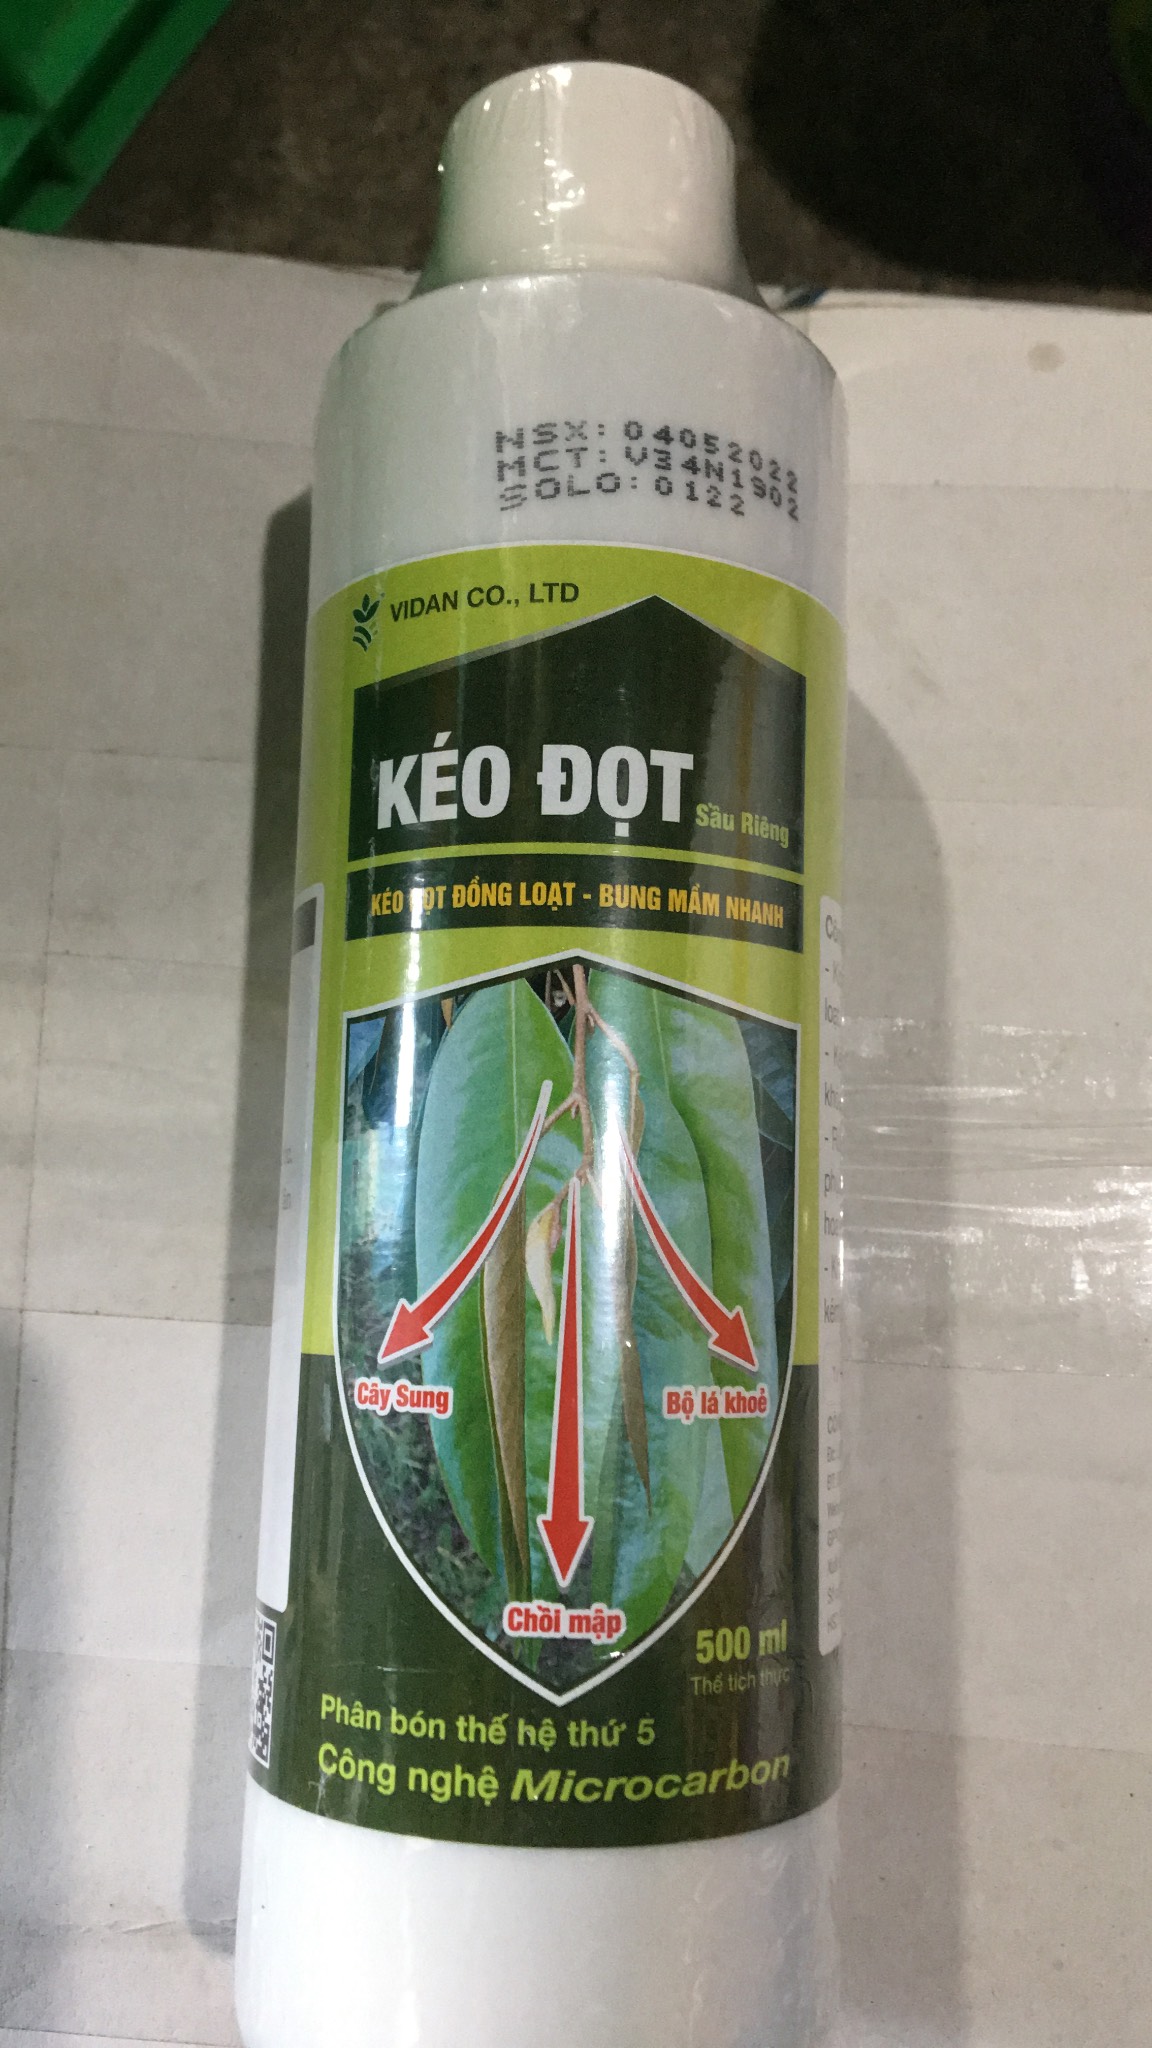 NSX: 04052022
MCT: V34N1902
SOLO: 0122
VIDAN CO., LTD
KÉO ĐỌT
Sầu Riêng
KÉO ĐỌT ĐỒNG LOẠT - BUNG MẦM NHANH
Cây Sung
Bộ lá khoẻ
Chồi mập
500 ml
Thể tích thực
Phân bón thế hệ thứ 5
Công nghệ Microcarbon